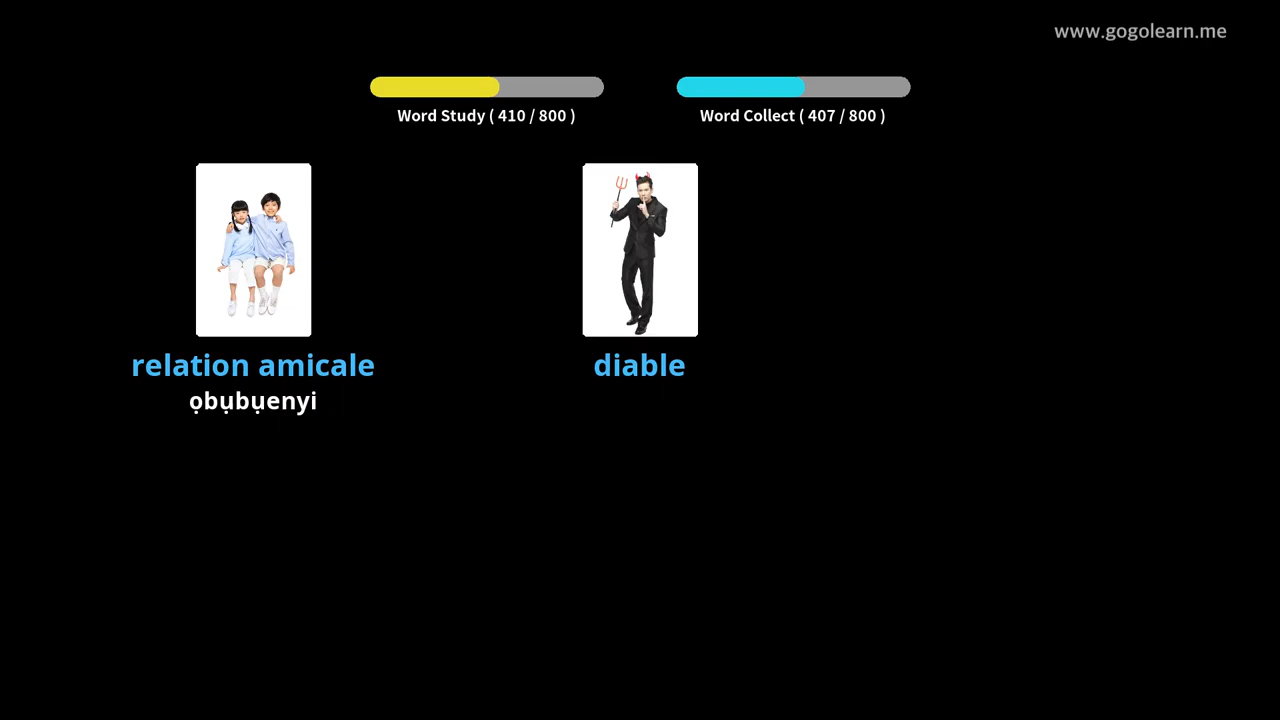 www.gogolearn.me
Word Study ( 410 / 800 )
Word Collect ( 407 / 800 )
relation amicale
ọbụbụenyi
diable